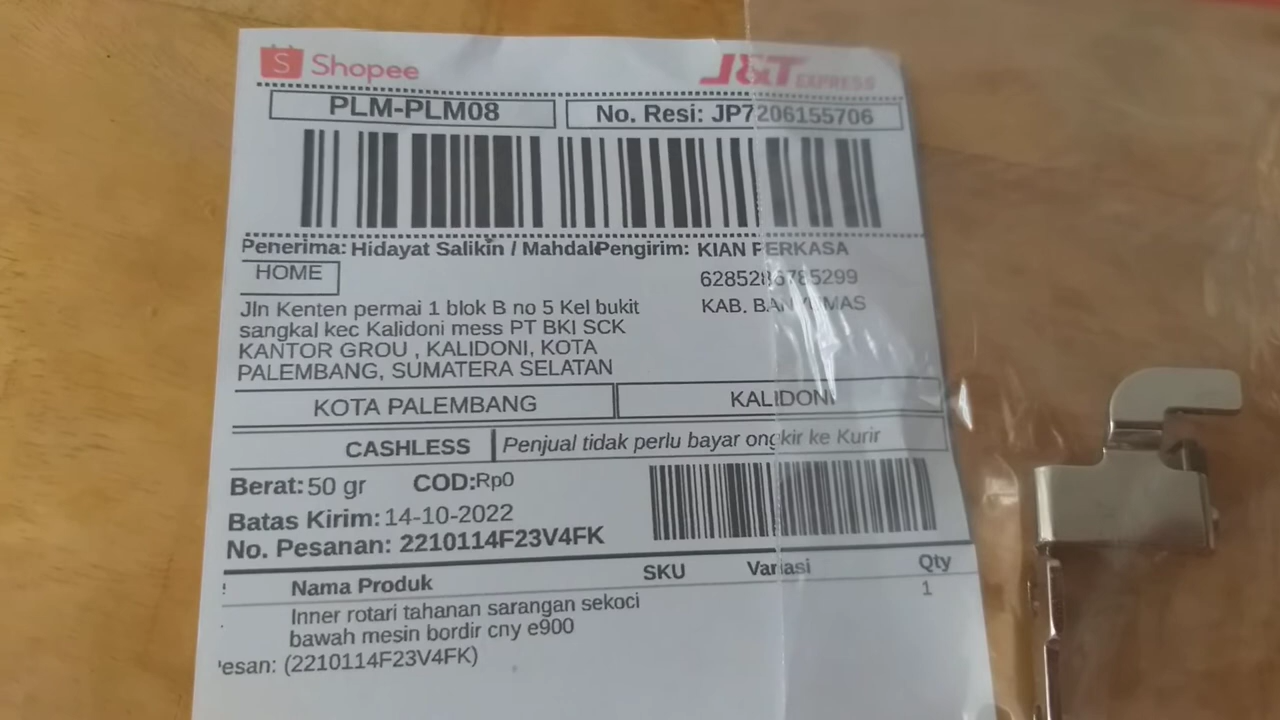 Shopee
J&T EXPRESS
PLM-PLM08
No. Resi: JP7206155706
Penerima: Hidayat Salikin / Mahdal
Pengirim: KIAN PERKASA
HOME
6285286785299
KAB. BANYUMAS
Jln Kenten permai 1 blok B no 5 Kel bukit
sangkal kec Kalidoni mess PT BKI SCK
KANTOR GROU , KALIDONI, KOTA
PALEMBANG, SUMATERA SELATAN
KOTA PALEMBANG
KALIDONI
CASHLESS
Penjual tidak perlu bayar ongkir ke Kurir
Berat: 50 gr
COD:Rp0
Batas Kirim: 14-10-2022
No. Pesanan: 2210114F23V4FK
Nama Produk
SKU
Variasi
Qty
Inner rotari tahanan sarangan sekoci
bawah mesin bordir cny e900
1
esan: (2210114F23V4FK)